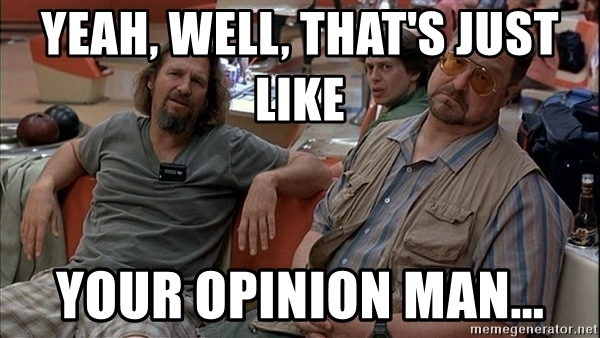 YEAH, WELL, THAT'S JUST
LIKE
YOUR OPINION MAN...
memegenerator.net